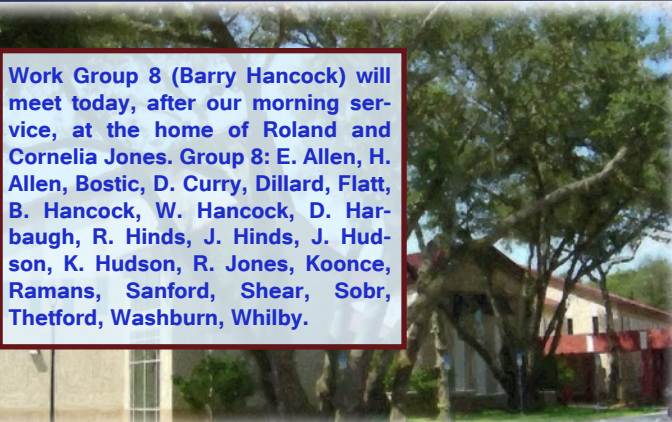 Work Group 8 (Barry Hancock) will
meet today, after our morning ser-
vice, at the home of Roland and
Cornelia Jones. Group 8: E. Allen, H.
Allen, Bostic, D. Curry, Dillard, Flatt,
B. Hancock, W. Hancock, D. Har-
baugh, R. Hinds, J. Hinds, J. Hud-
son, K. Hudson, R. Jones, Koonce,
Ramans, Sanford, Shear, Sobr,
Thetford, Washburn, Whilby.